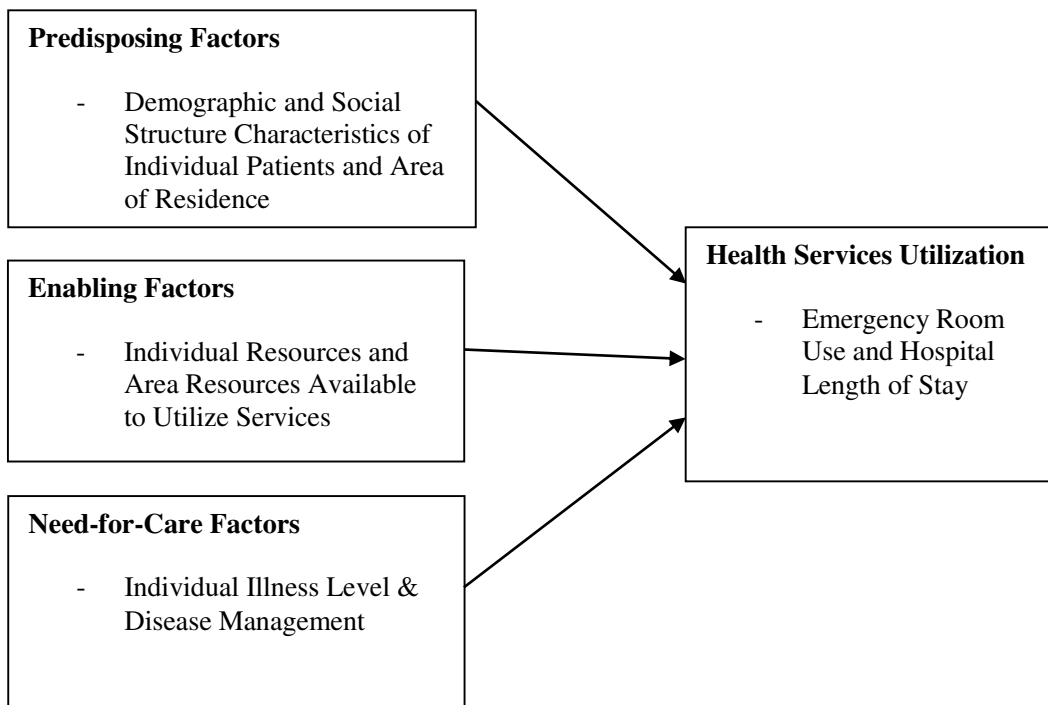 Predisposing Factors
- Demographic and Social
Structure Characteristics of
Individual Patients and Area
of Residence
Enabling Factors
- Individual Resources and
Area Resources Available
to Utilize Services
Need-for-Care Factors
- Individual Illness Level &
Disease Management
Health Services Utilization
- Emergency Room
Use and Hospital
Length of Stay